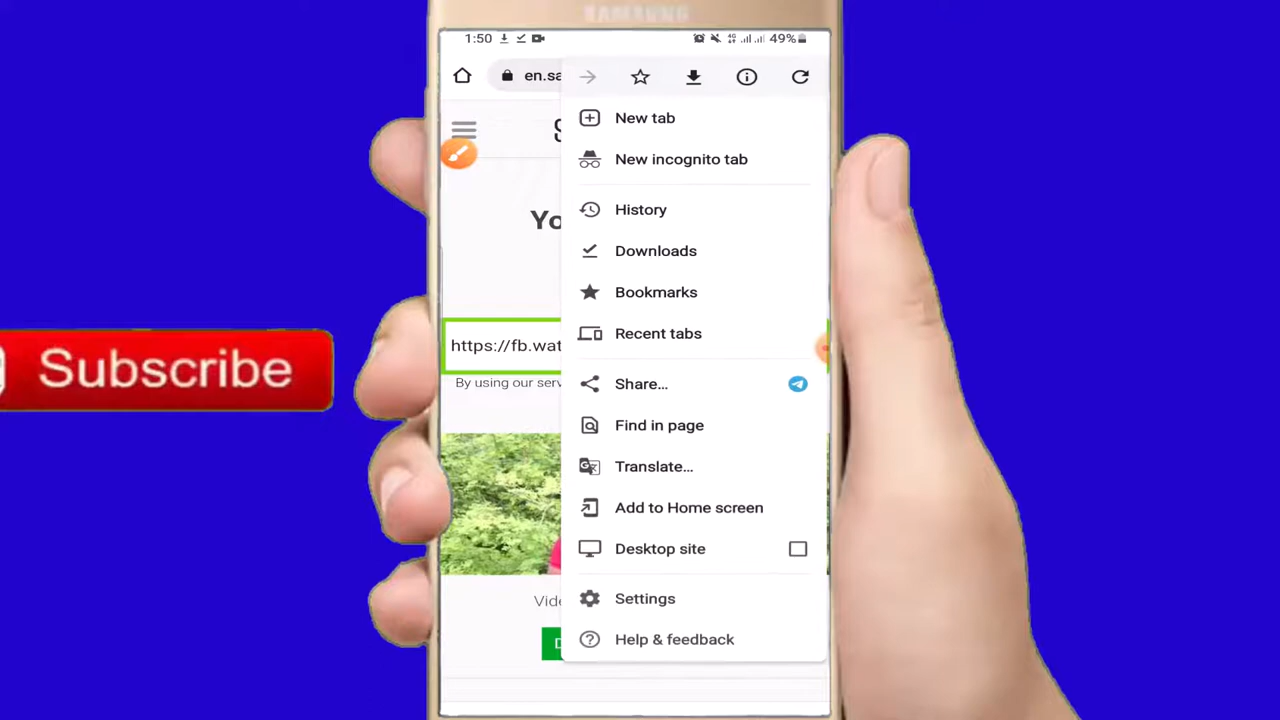 SAMSUNG
1:50 49%
en.sa
New tab
New incognito tab
History
Yo
Downloads
Bookmarks
Recent tabs
https://fb.wat
By using our serv
Share...
Subscribe
Find in page
Translate...
Add to Home screen
Desktop site
Settings
Help & feedback